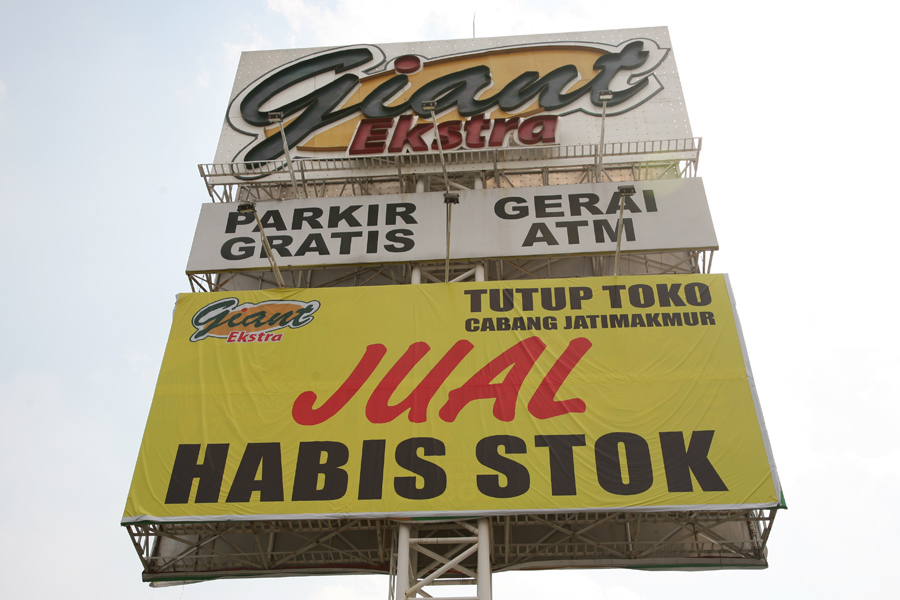 Giant
Ekstra
PARKIR
GRATIS
GERAI
ATM
Giant
Ekstra
TUTUP TOKO
CABANG JATIMAKMUR
JUAL
HABIS STOK